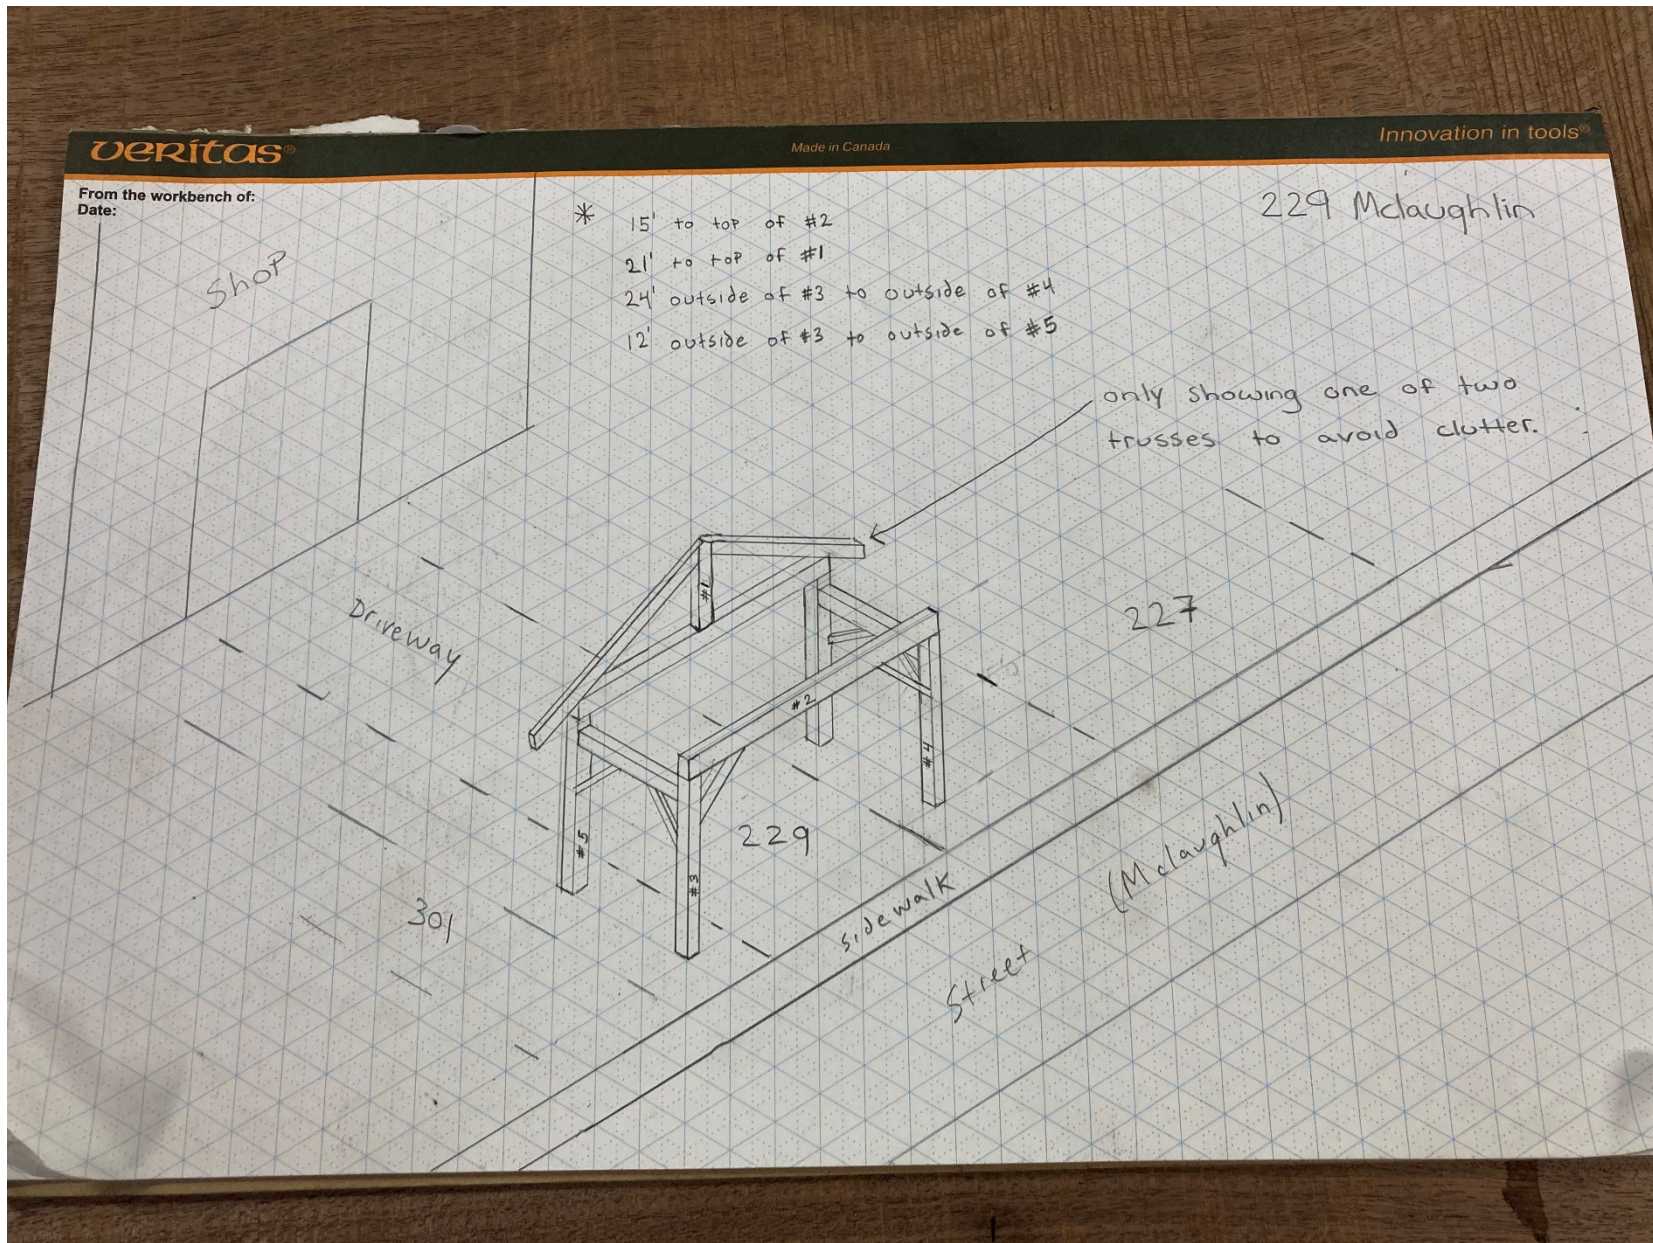 veritas®
Made in Canada
Innovation in tools®
From the workbench of:
Date:
229 Mclaughlin
* 15' to top of #2
21' to top of #1
24' outside of #3 to outside of #4
12' outside of #3 to outside of #5
Shop
only showing one of two
trusses to avoid clutter.
Driveway
#1
227
#2
#4
#5
229
#3
301
sidewalk
Street
(Mclaughlin)